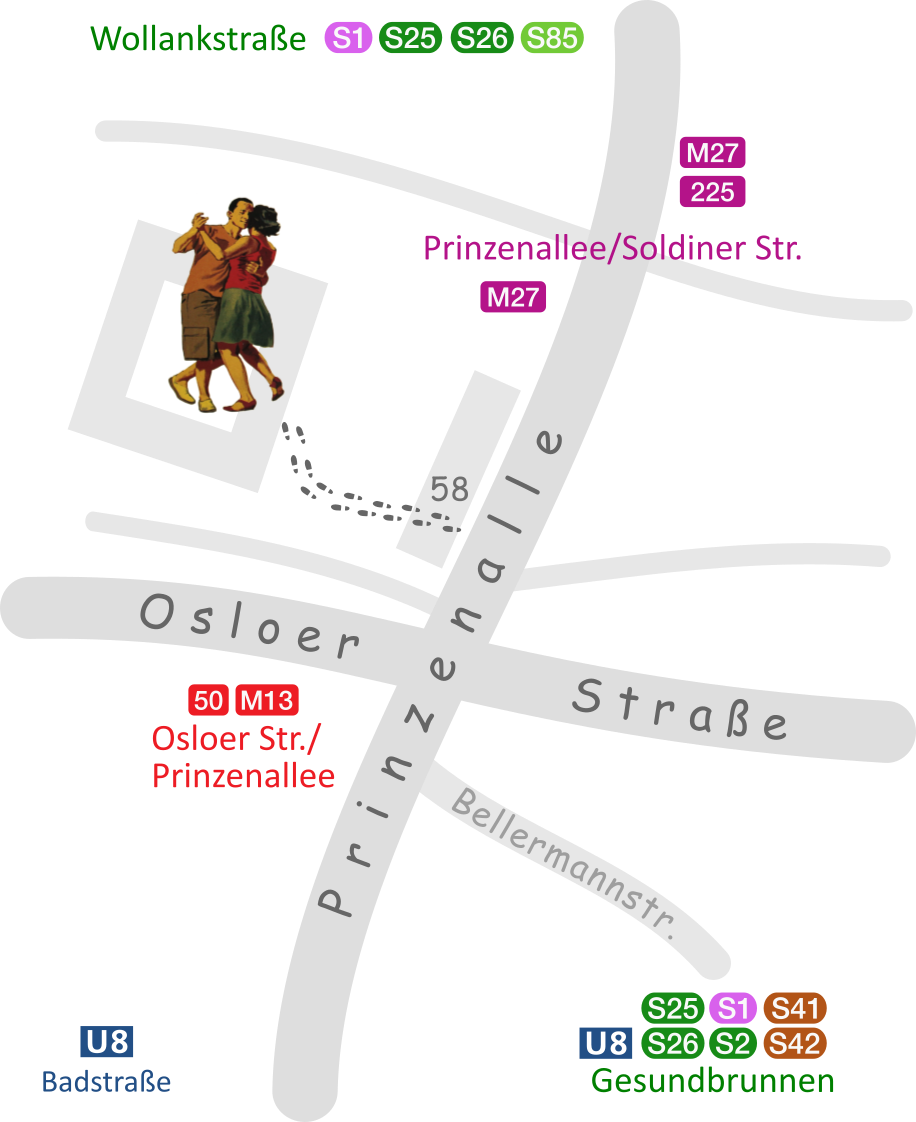 Wollankstraße S1 S25 S26 S85
M27
225
Prinzenallee/Soldiner Str.
M27
58
Prinzenalle
Osloer Straße
50 M13
Osloer Str./
Prinzenallee
Bellermannstr.
S25 S1 S41
U8 S26 S2 S42
Gesundbrunnen
U8
Badstraße